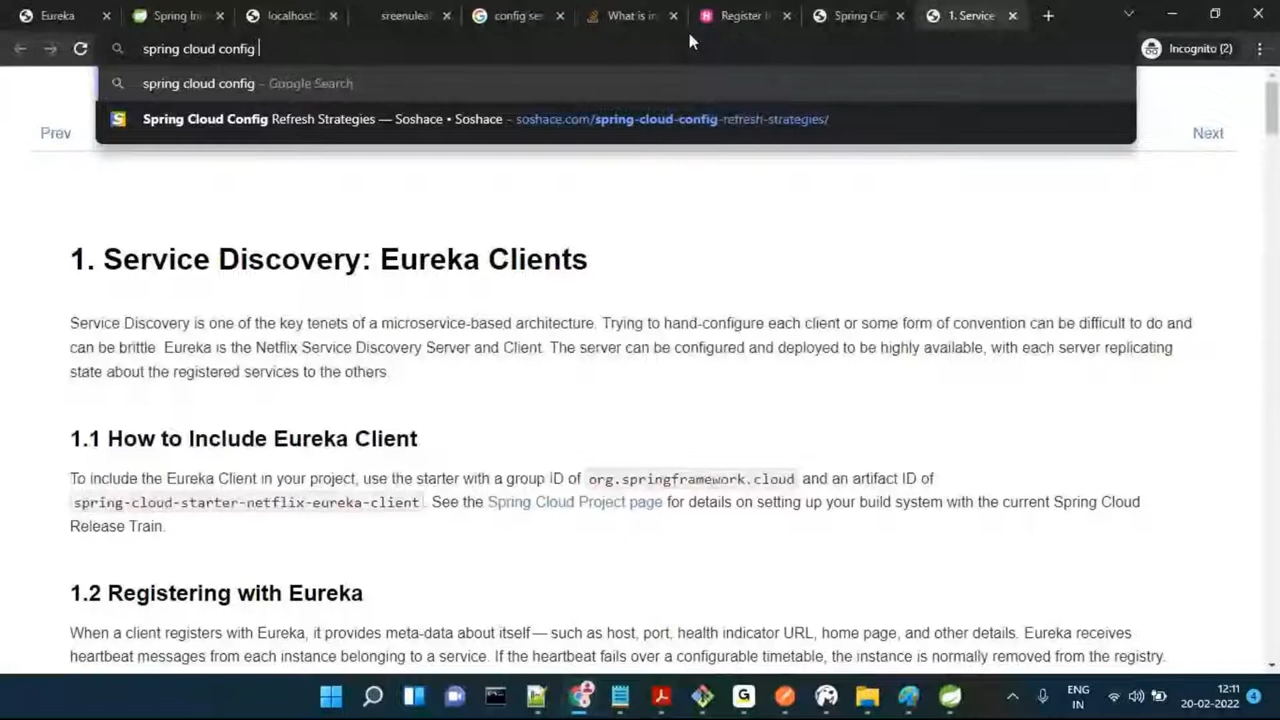 Eureka
Spring In
localhost:
sreenulea
config se
What is in
Register
Spring Cl
1. Service
spring cloud config
Incognito (2)
spring cloud config – Google Search
Spring Cloud Config Refresh Strategies — Soshace • Soshace – soshace.com/spring-cloud-config-refresh-strategies/
Prev
Next
1. Service Discovery: Eureka Clients
Service Discovery is one of the key tenets of a microservice-based architecture. Trying to hand-configure each client or some form of convention can be difficult to do and
can be brittle. Eureka is the Netflix Service Discovery Server and Client. The server can be configured and deployed to be highly available, with each server replicating
state about the registered services to the others.
1.1 How to Include Eureka Client
To include the Eureka Client in your project, use the starter with a group ID of org.springframework.cloud and an artifact ID of
spring-cloud-starter-netflix-eureka-client. See the Spring Cloud Project page for details on setting up your build system with the current Spring Cloud
Release Train.
1.2 Registering with Eureka
When a client registers with Eureka, it provides meta-data about itself — such as host, port, health indicator URL, home page, and other details. Eureka receives
heartbeat messages from each instance belonging to a service. If the heartbeat fails over a configurable timetable, the instance is normally removed from the registry.
ENG
IN
12:11
20-02-2022
4